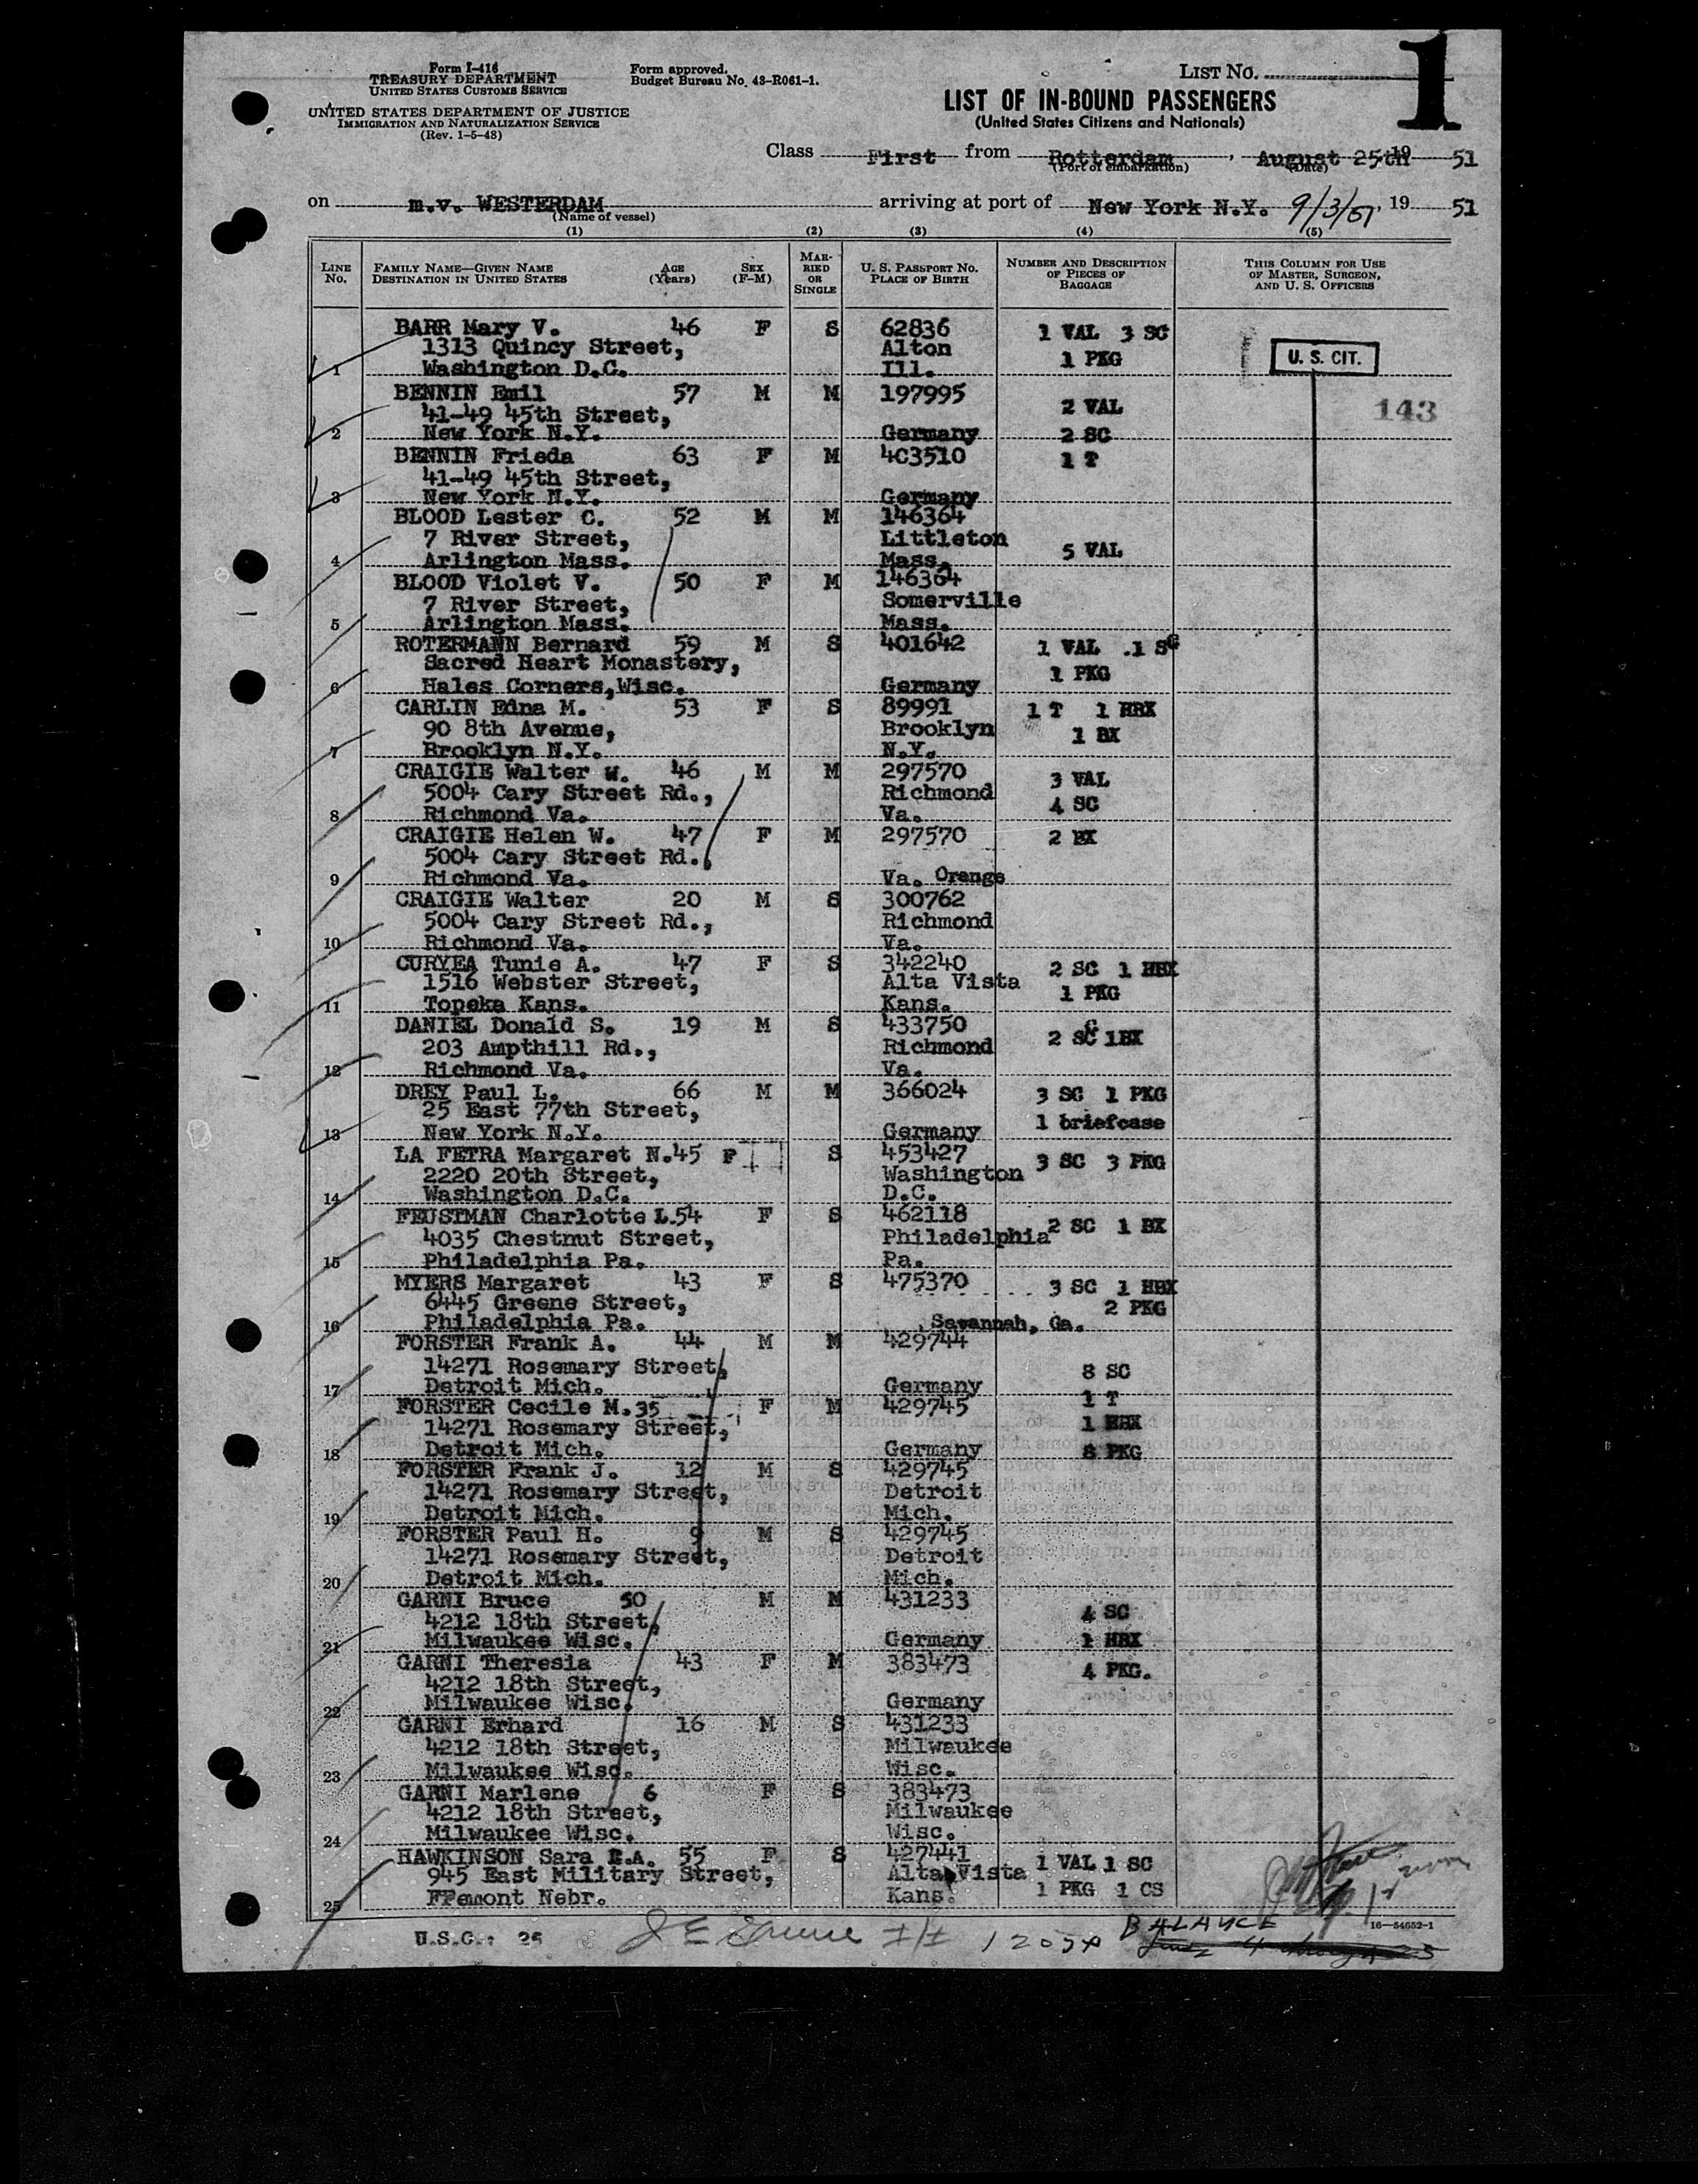 Form I-416
TREASURY DEPARTMENT
UNITED STATES CUSTOMS SERVICE
UNITED STATES DEPARTMENT OF JUSTICE
IMMIGRATION AND NATURALIZATION SERVICE
(Rev. 1-5-48)
Form approved.
Budget Bureau No. 43-R061-1.
LIST NO.
1
LIST OF IN-BOUND PASSENGERS
(United States Citizens and Nationals)
Class First from Rotterdam, August 25th 19 51
(Port of embarkation) (Date)
on m.v. WESTERDAM arriving at port of New York N.Y. 9/3/51, 19 51
(Name of vessel)
(1) (2) (3) (4) (5)
LINE NO. FAMILY NAME—GIVEN NAME DESTINATION IN UNITED STATES AGE (Years) SEX (F-M) MARRIED OR SINGLE U. S. PASSPORT NO. PLACE OF BIRTH NUMBER AND DESCRIPTION OF PIECES OF BAGGAGE THIS COLUMN FOR USE OF MASTER, SURGEON, AND U. S. OFFICERS
BARR Mary V. 46 F S 62836 1 VAL 3 SC
1313 Quincy Street, Alton 1 PKG U. S. CIT.
1 Washington D.C. Ill.
BENNIN Emil 57 M M 197995
41-49 45th Street, 2 VAL 143
2 New York N.Y. Germany 2 SC
BENNIN Frieda 63 F M 403510 1 T
41-49 45th Street,
3 New York N.Y. Germany
BLOOD Lester C. 52 M M 146364
7 River Street, Littleton 5 VAL
4 Arlington Mass. Mass.
BLOOD Violet V. 50 F M 146364
7 River Street, Somerville
5 Arlington Mass. Mass.
ROTERMANN Bernard 59 M S 401642 1 VAL .1 SC
Sacred Heart Monastery, 1 PKG
6 Hales Corners,Wisc. Germany
CARLIN Edna M. 53 F S 89991 1 T 1 HBX
90 8th Avenue, Brooklyn 1 BX
7 Brooklyn N.Y. N.Y.
CRAIGIE Walter W. 46 M M 297570 3 VAL
5004 Cary Street Rd., Richmond 4 SC
8 Richmond Va. Va.
CRAIGIE Helen W. 47 F M 297570 2 BX
5004 Cary Street Rd.,
9 Richmond Va. Va. Orange
CRAIGIE Walter 20 M S 300762
5004 Cary Street Rd., Richmond
10 Richmond Va. Va.
CURYEA Tunie A. 47 F S 342240 2 SC 1 HBX
1516 Webster Street, Alta Vista 1 PKG
11 Topeka Kans. Kans.
DANIEL Donald S. 19 M S 433750 2 SC 1BX
203 Ampthill Rd., Richmond
12 Richmond Va. Va.
DREY Paul L. 66 M M 366024 3 SC 1 PKG
25 East 77th Street, 1 briefcase
13 New York N.Y. Germany
LA FETRA Margaret N.45 F S 453427 3 SC 3 PKG
2220 20th Street, Washington
14 Washington D.C. D.C.
FEUSTMAN Charlotte L.54 F S 462118 2 SC 1 BX
4035 Chestnut Street, Philadelphia
15 Philadelphia Pa. Pa.
MYERS Margaret 43 F S 475370 3 SC 1 HBX
6445 Greene Street, 2 PKG
16 Philadelphia Pa. Savannah, Ga.
FORSTER Frank A. 44 M M 429744
14271 Rosemary Street, 8 SC
17 Detroit Mich. Germany 1 T
FORSTER Cecile M.35 F M 429745 1 HBX
14271 Rosemary Street, 8 PKG
18 Detroit Mich. Germany
FORSTER Frank J. 12 M S 429745
14271 Rosemary Street, Detroit
19 Detroit Mich. Mich.
FORSTER Paul H. 9 M S 429745
14271 Rosemary Street, Detroit
20 Detroit Mich. Mich.
GARNI Bruce 50 M M 431233 4 SC
4212 18th Street, 1 HBX
21 Milwaukee Wisc. Germany
GARNI Theresia 43 F M 383473 4 PKG.
4212 18th Street,
22 Milwaukee Wisc. Germany
GARNI Erhard 16 M S 431233
4212 18th Street, Milwaukee
23 Milwaukee Wisc. Wisc.
GARNI Marlene 6 F S 383473
4212 18th Street, Milwaukee
24 Milwaukee Wisc. Wisc.
HAWKINSON Sara E.A. 55 F S 427441 1 VAL 1 SC
945 East Military Street, Alta Vista 1 PKG 1 CS
25 Fremont Nebr. Kans.
16—54652-1
U.S.C.: 25 BALANCE